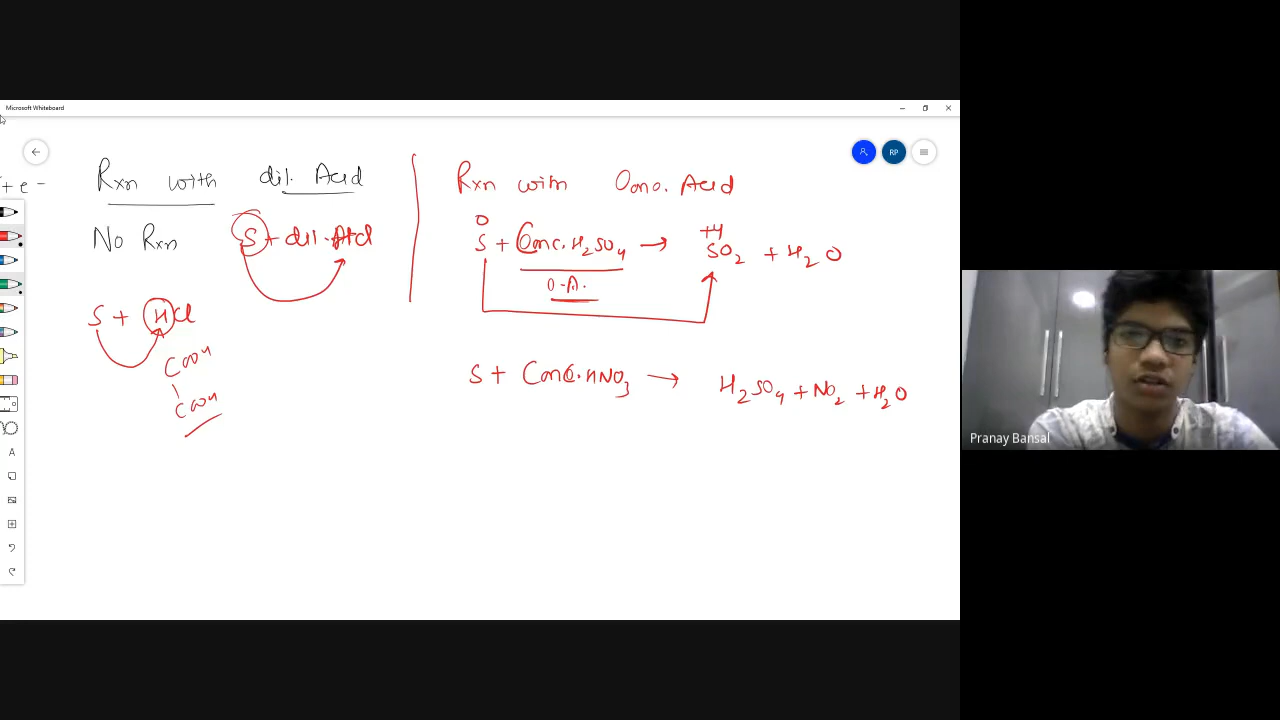 Microsoft Whiteboard
RP
t e -
Rxn with dil. Acid
No Rxn S + dil. Acid
S + HCl
COOH
COOH
Rxn with Conc. Acid
0 +4
S + Conc. H2SO4 → SO2 + H2O
O.A.
S + Conc. HNO3 → H2SO4 + NO2 + H2O
A
Pranay Bansal